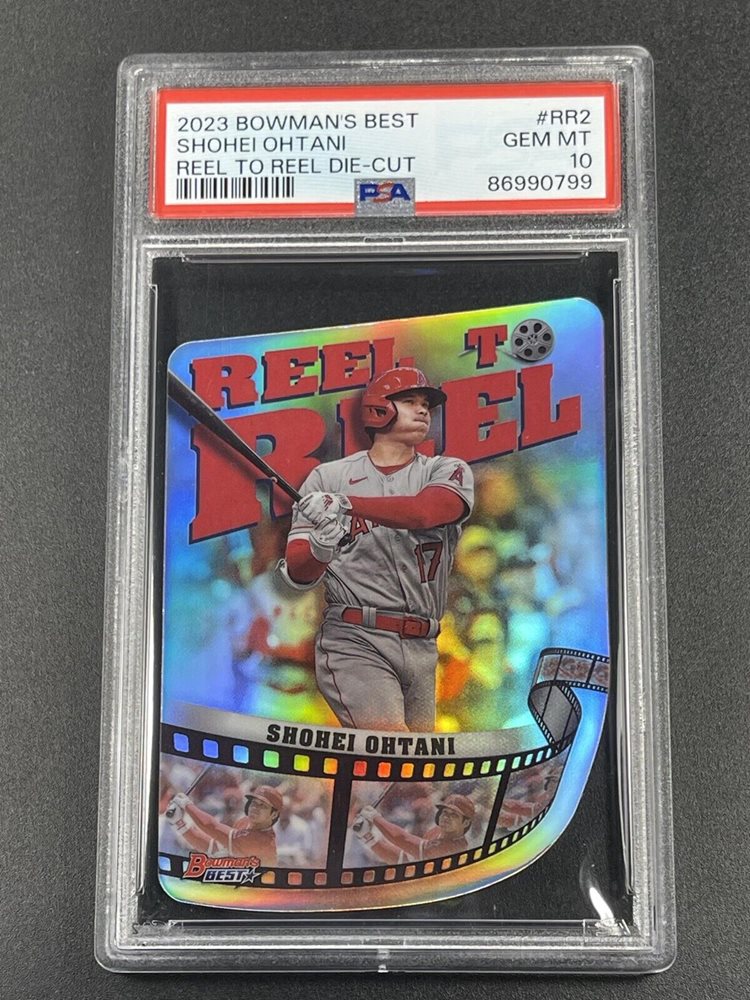 2023 BOWMAN'S BEST #RR2
SHOHEI OHTANI GEM MT
REEL TO REEL DIE-CUT 10
PSA 86990799
REEL TO
REEL
A
17
SHOHEI OHTANI
Bowman's
BEST